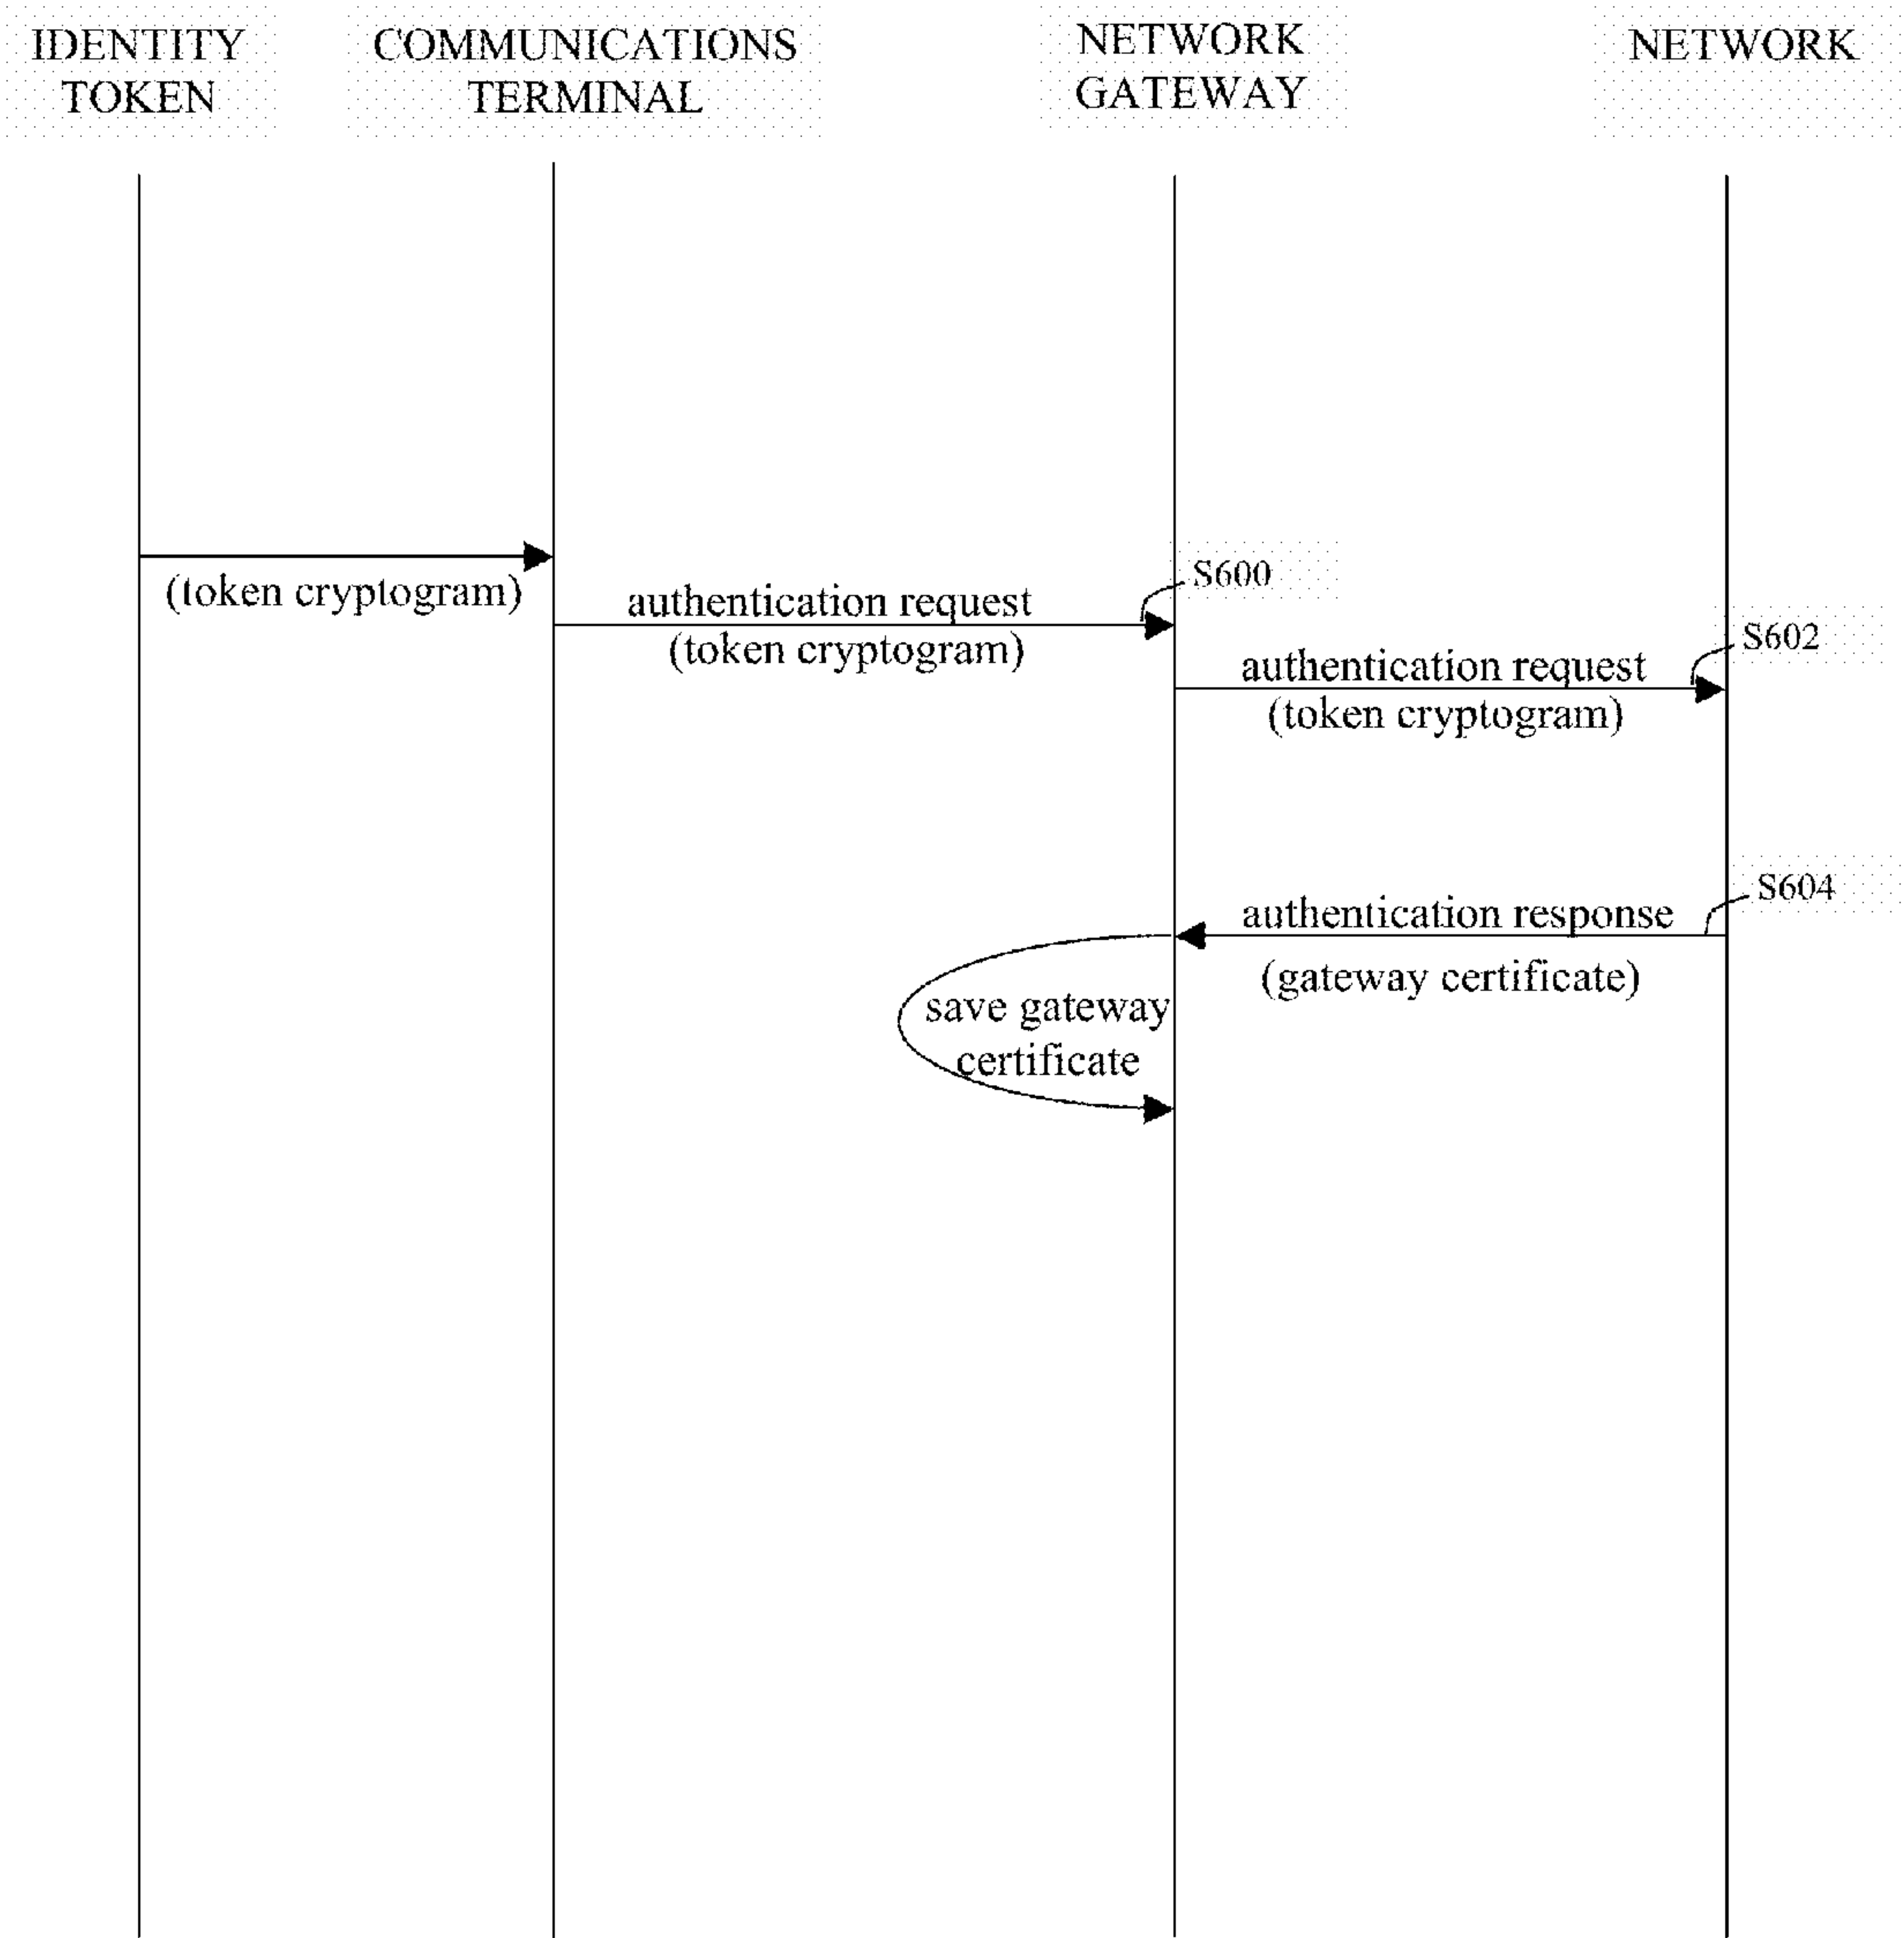 IDENTITY
TOKEN
COMMUNICATIONS
TERMINAL
NETWORK
GATEWAY
NETWORK
(token cryptogram)
authentication request
(token cryptogram)
S600
authentication request
(token cryptogram)
S602
authentication response
(gateway certificate)
S604
save gateway
certificate